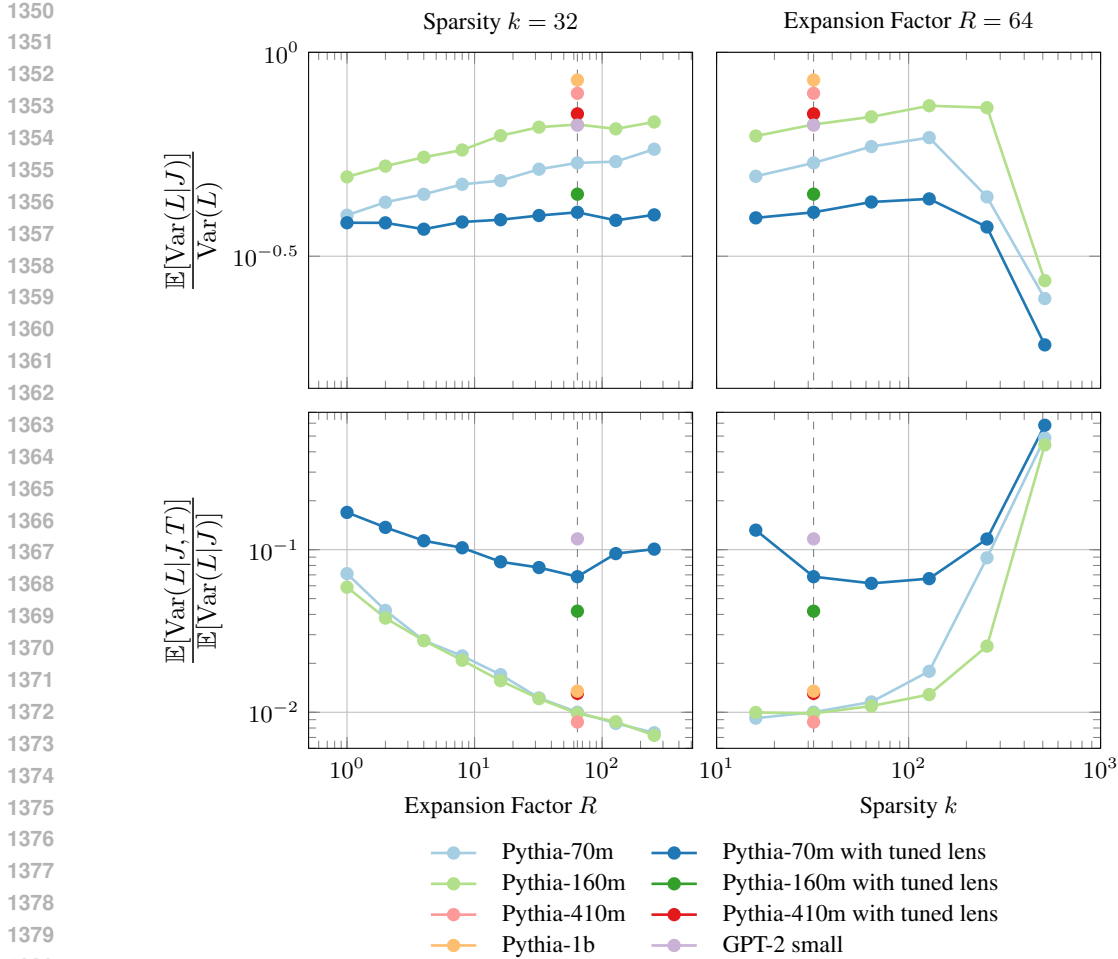 1350
1351
1352
1353
1354
1355
1356
1357
1358
1359
1360
1361
1362
1363
1364
1365
1366
1367
1368
1369
1370
1371
1372
1373
1374
1375
1376
1377
1378
1379
Sparsity k = 32
Expansion Factor R = 64
10^0
10^−0.5
𝔼[Var(L|J)]
Var(L)
10^−1
10^−2
𝔼[Var(L|J, T)]
𝔼[Var(L|J)]
10^0 10^1 10^2
10^1 10^2 10^3
Expansion Factor R
Sparsity k
Pythia-70m Pythia-70m with tuned lens
Pythia-160m Pythia-160m with tuned lens
Pythia-410m Pythia-410m with tuned lens
Pythia-1b GPT-2 small